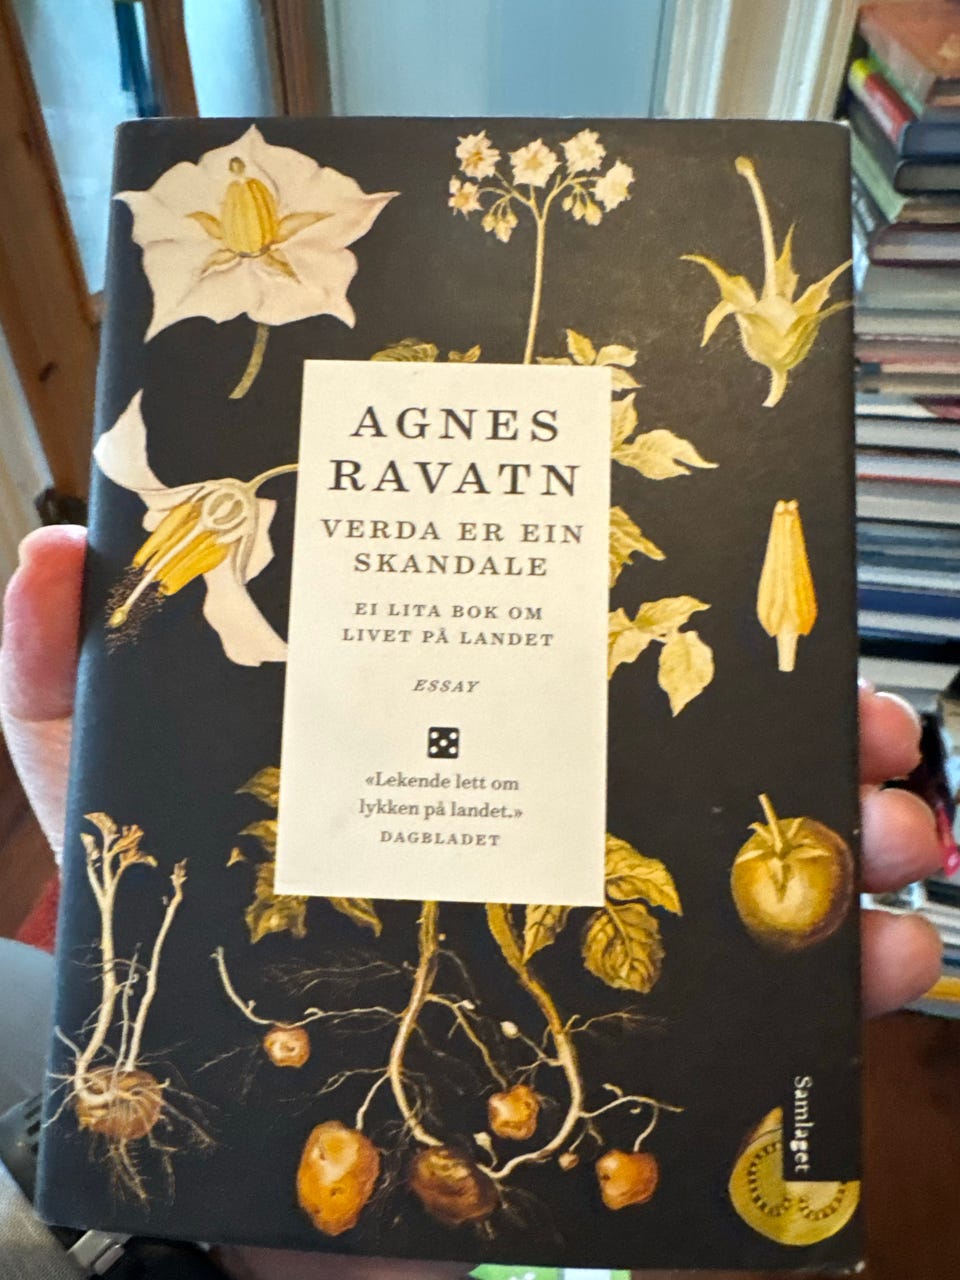 AGNES
RAVATN
VERDA ER EIN
SKANDALE
EI LITA BOK OM
LIVET PÅ LANDET
ESSAY
«Lekende lett om
lykken på landet.»
DAGBLADET
Samlaget